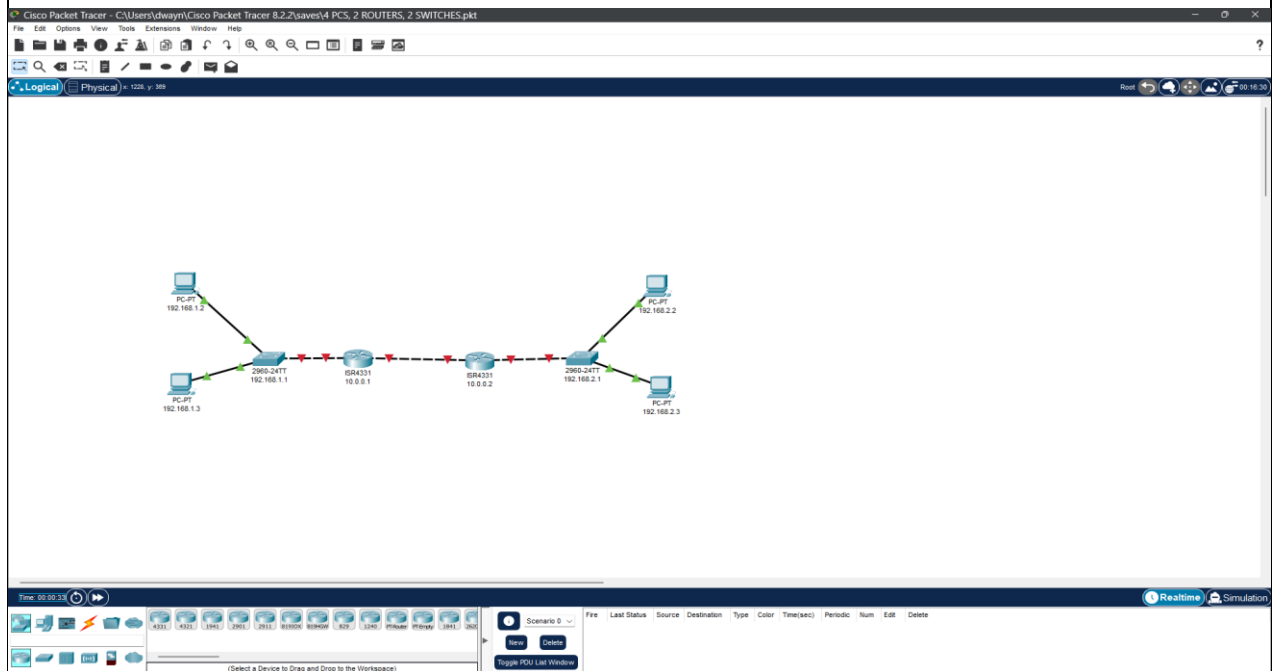 Cisco Packet Tracer - C:\Users\dwayn\Cisco Packet Tracer 8.2.2\saves\4 PCS, 2 ROUTERS, 2 SWITCHES.pkt
File Edit Options View Tools Extensions Window Help
?
Logical Physical x: 1228, y: 369
Root 00:16:30
PC-PT
192.168.1.2
PC-PT
192.168.2.2
2960-24TT
192.168.1.1
ISR4331
10.0.0.1
ISR4331
10.0.0.2
2960-24TT
192.168.2.1
PC-PT
192.168.1.3
PC-PT
192.168.2.3
Time: 00:00:33
Realtime Simulation
4331 4321 1941 2901 2911 819IOX 819HGW 829 1240 PT-Router PT-Empty 1841
(Select a Device to Drag and Drop to the Workspace)
Scenario 0
New Delete
Toggle PDU List Window
Fire Last Status Source Destination Type Color Time(sec) Periodic Num Edit Delete